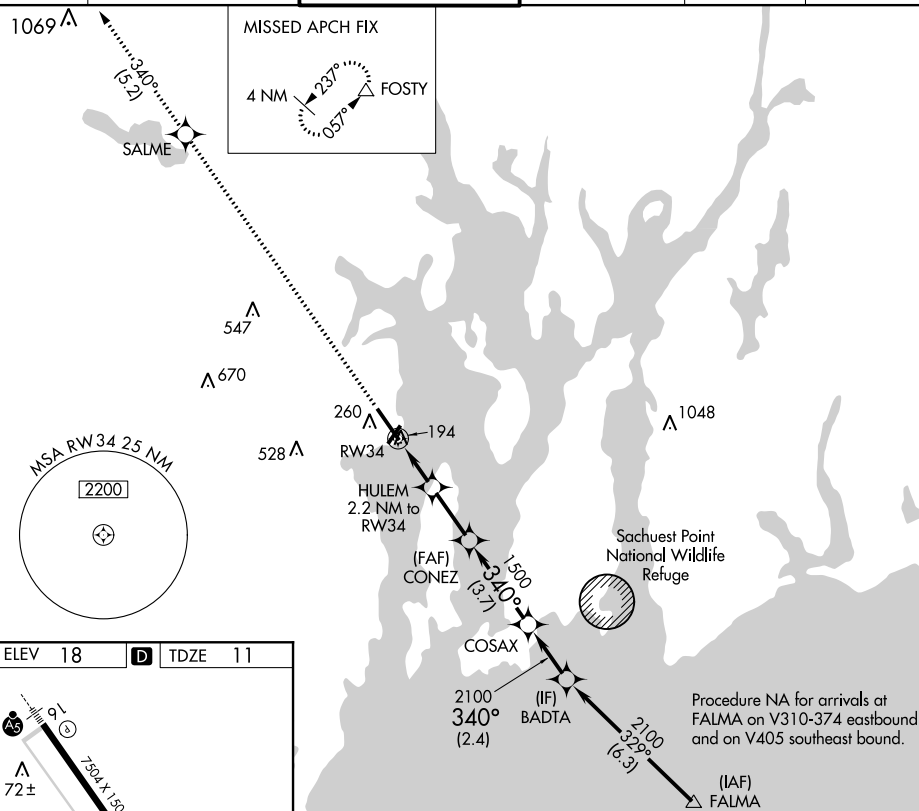 1069
340°
(5.2)
SALME
MISSED APCH FIX
4 NM
237°
057°
FOSTY
547
670
528
260
194
RW34
1048
MSA RW34 25 NM
2200
HULEM
2.2 NM to
RW34
(FAF)
CONEZ
1500
340°
(3.7)
Sachuest Point
National Wildlife
Refuge
COSAX
2100
340°
(2.4)
(IF)
BADTA
2100
329°
(6.3)
Procedure NA for arrivals at
FALMA on V310-374 eastbound
and on V405 southeast bound.
(IAF)
FALMA
ELEV 18
D
TDZE 11
16
P
A5
7504 X 150
72±